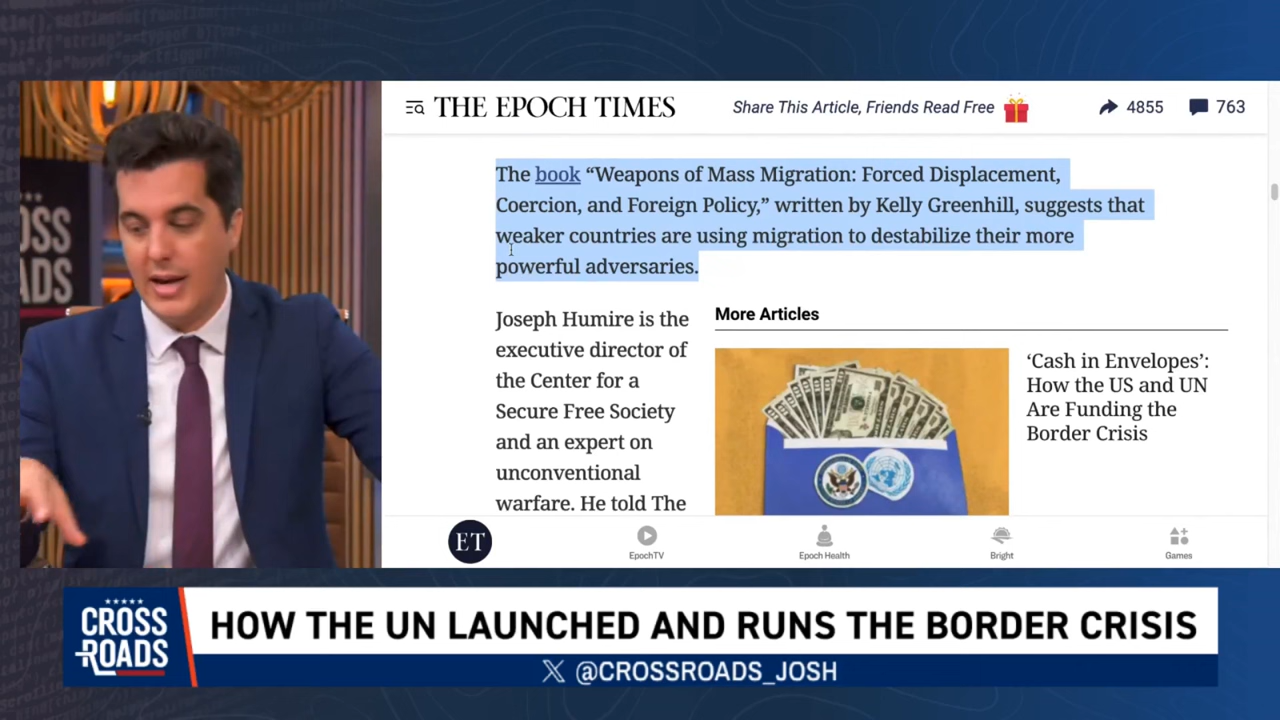 OSS
ADS
THE EPOCH TIMES
Share This Article, Friends Read Free
4855
763
The book “Weapons of Mass Migration: Forced Displacement,
Coercion, and Foreign Policy,” written by Kelly Greenhill, suggests that
weaker countries are using migration to destabilize their more
powerful adversaries.
Joseph Humire is the
executive director of
the Center for a
Secure Free Society
and an expert on
unconventional
warfare. He told The
More Articles
‘Cash in Envelopes’:
How the US and UN
Are Funding the
Border Crisis
ET
EpochTV
Epoch Health
Bright
Games
CROSS
ROADS
HOW THE UN LAUNCHED AND RUNS THE BORDER CRISIS
X @CROSSROADS_JOSH